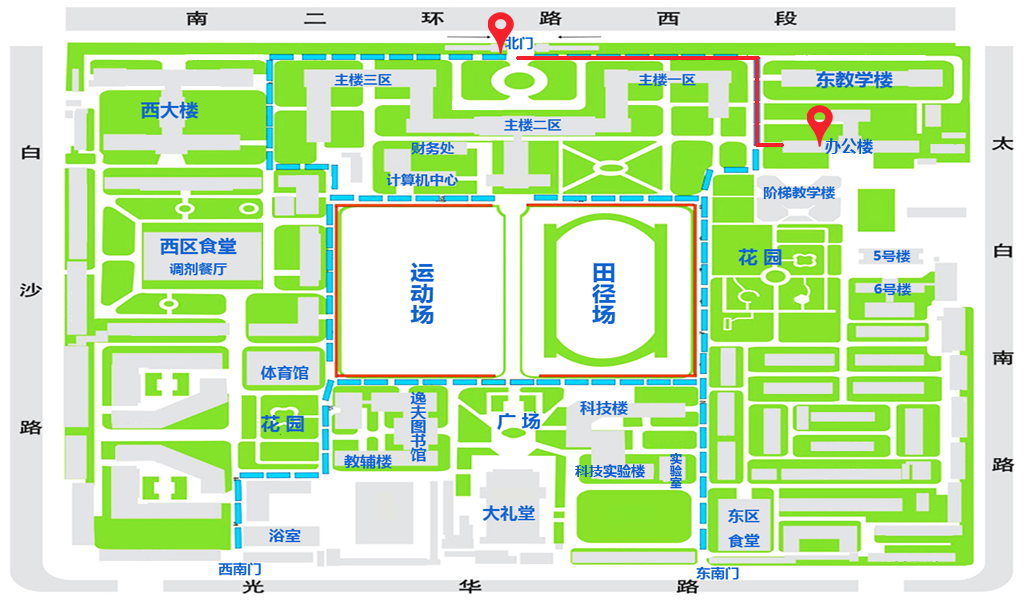 南二环路西段
北门
主楼三区
主楼一区
东教学楼
西大楼
主楼二区
办公楼
太白南路
白沙路
财务处
计算机中心
阶梯教学楼
西区食堂
调剂餐厅
运动场
田径场
花园
5号楼
6号楼
体育馆
花园
逸夫图书馆
广场
科技楼
教辅楼
科技实验楼
实验室
大礼堂
东区
食堂
浴室
西南门
东南门
光华路